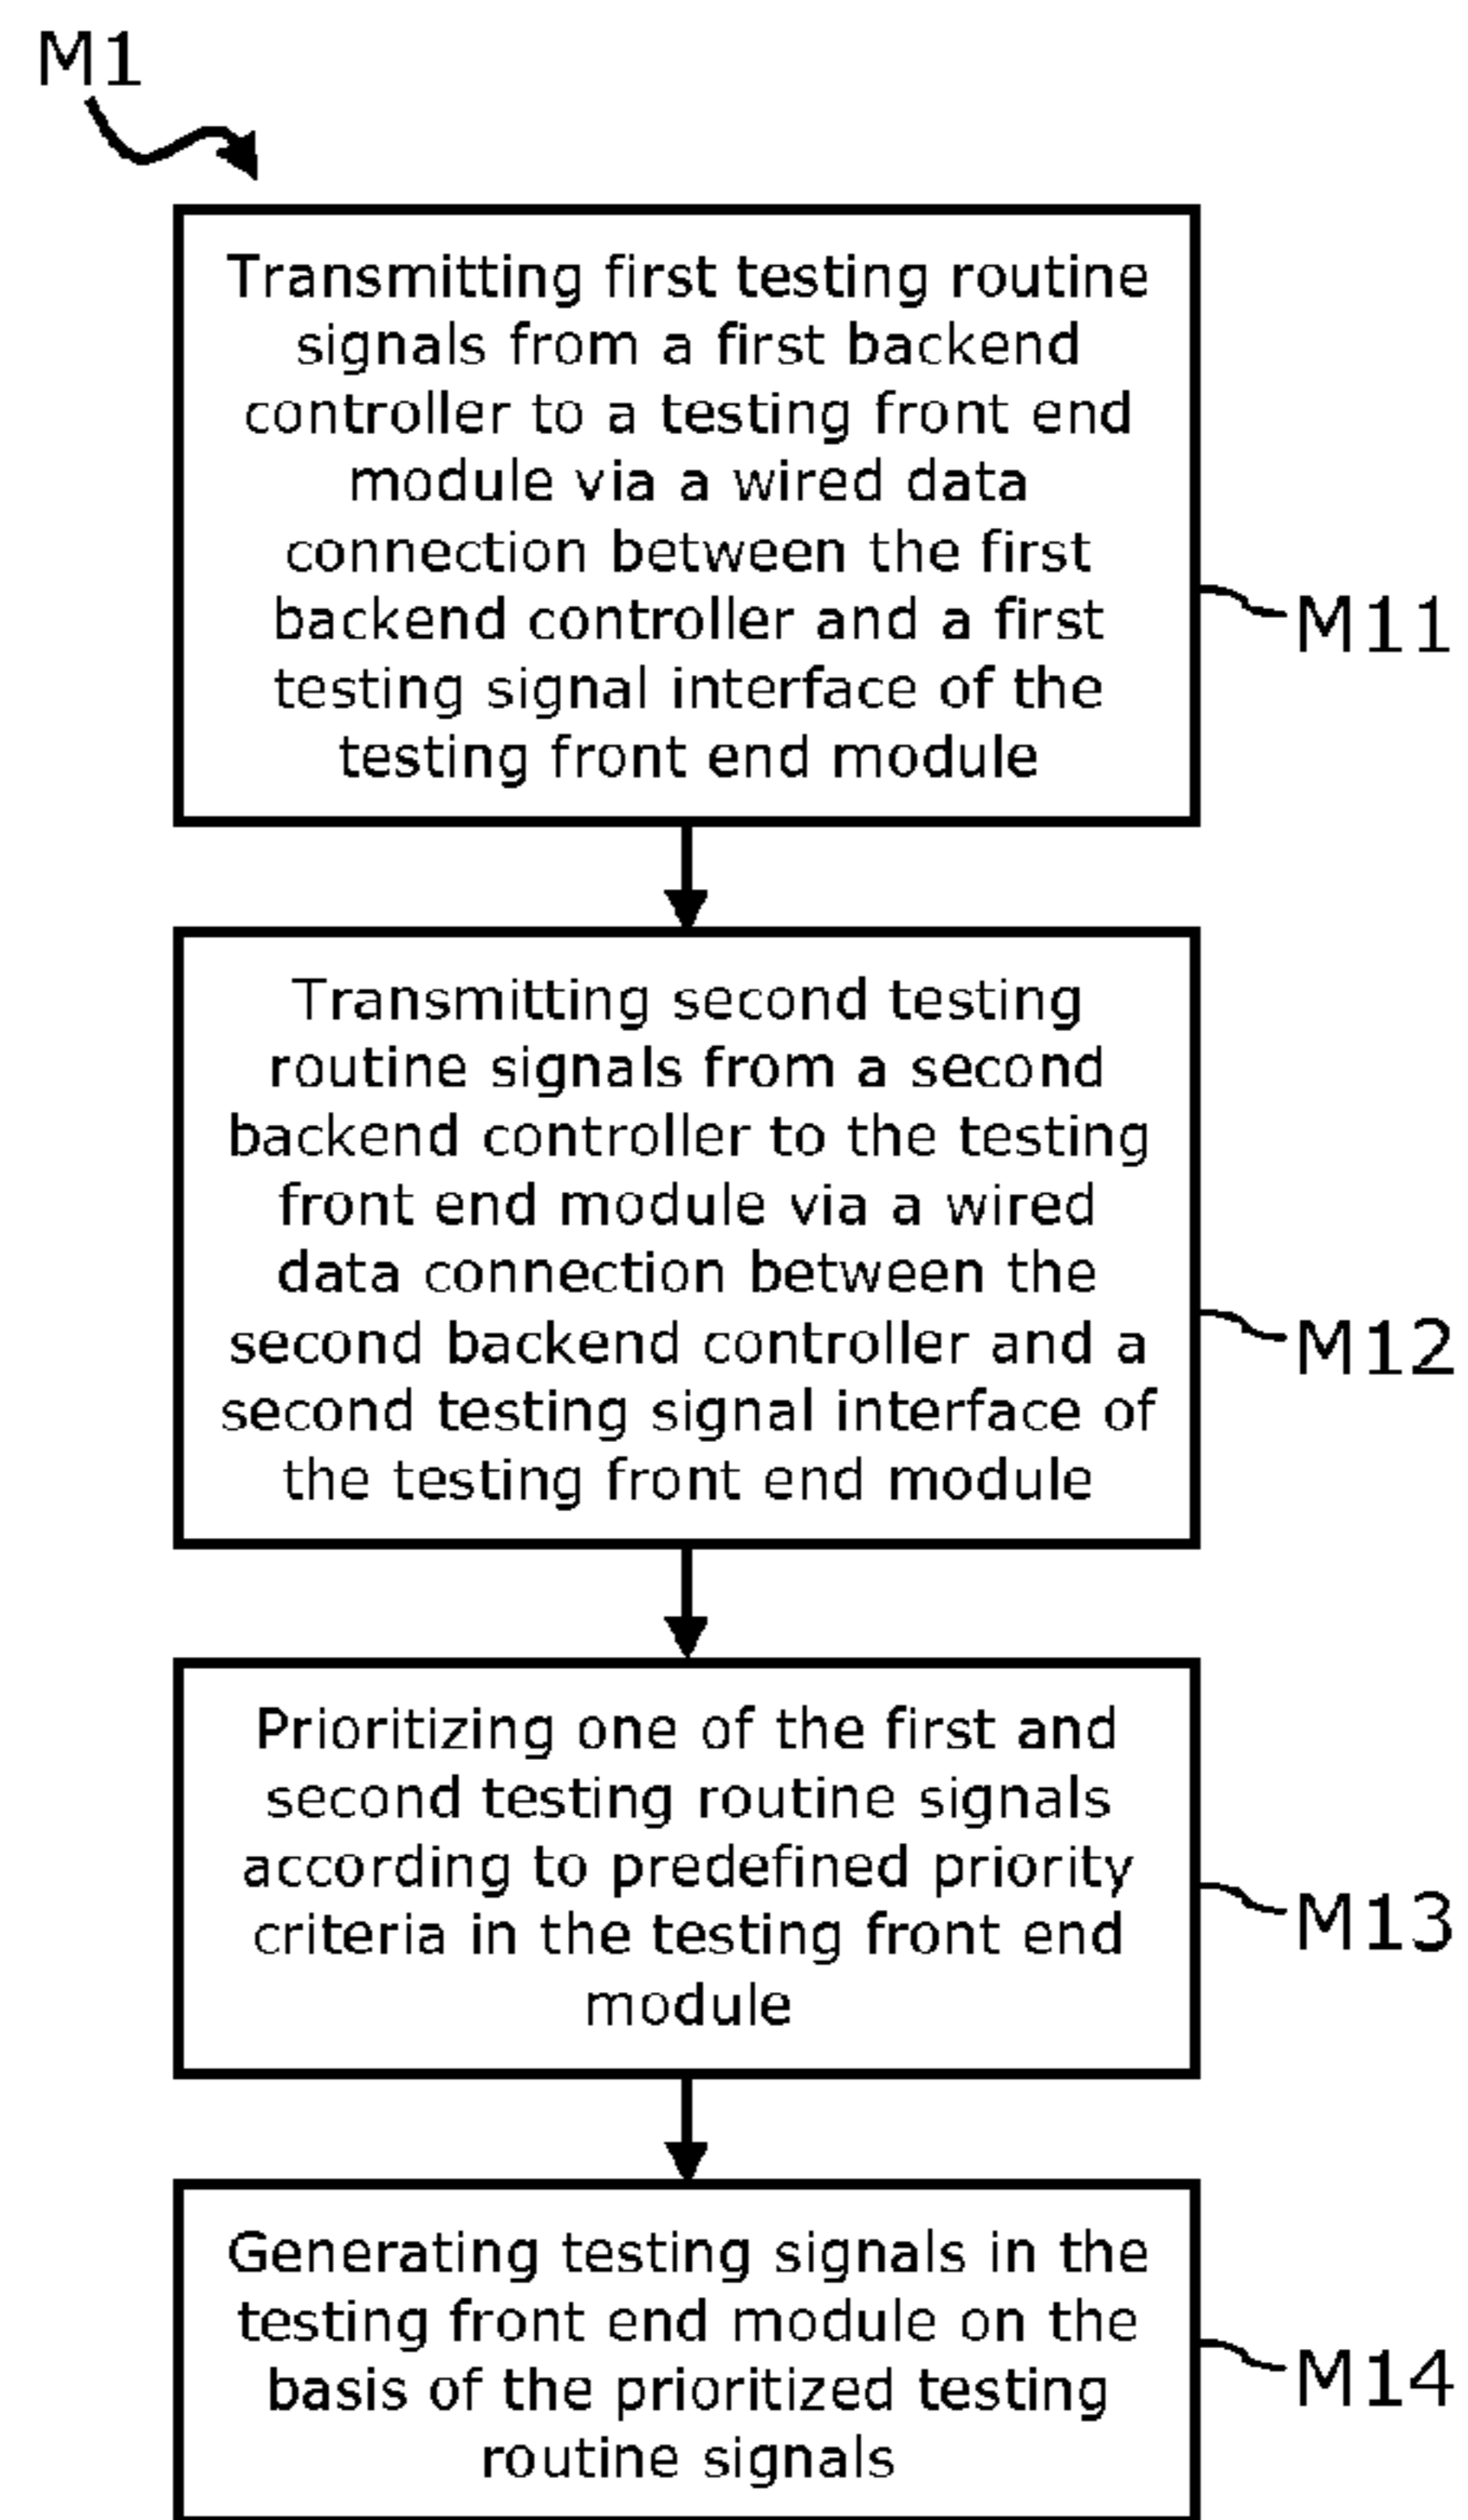 M1
Transmitting first testing routine
signals from a first backend
controller to a testing front end
module via a wired data
connection between the first
backend controller and a first
testing signal interface of the
testing front end module
M11
Transmitting second testing
routine signals from a second
backend controller to the testing
front end module via a wired
data connection between the
second backend controller and a
second testing signal interface of
the testing front end module
M12
Prioritizing one of the first and
second testing routine signals
according to predefined priority
criteria in the testing front end
module
M13
Generating testing signals in the
testing front end module on the
basis of the prioritized testing
routine signals
M14